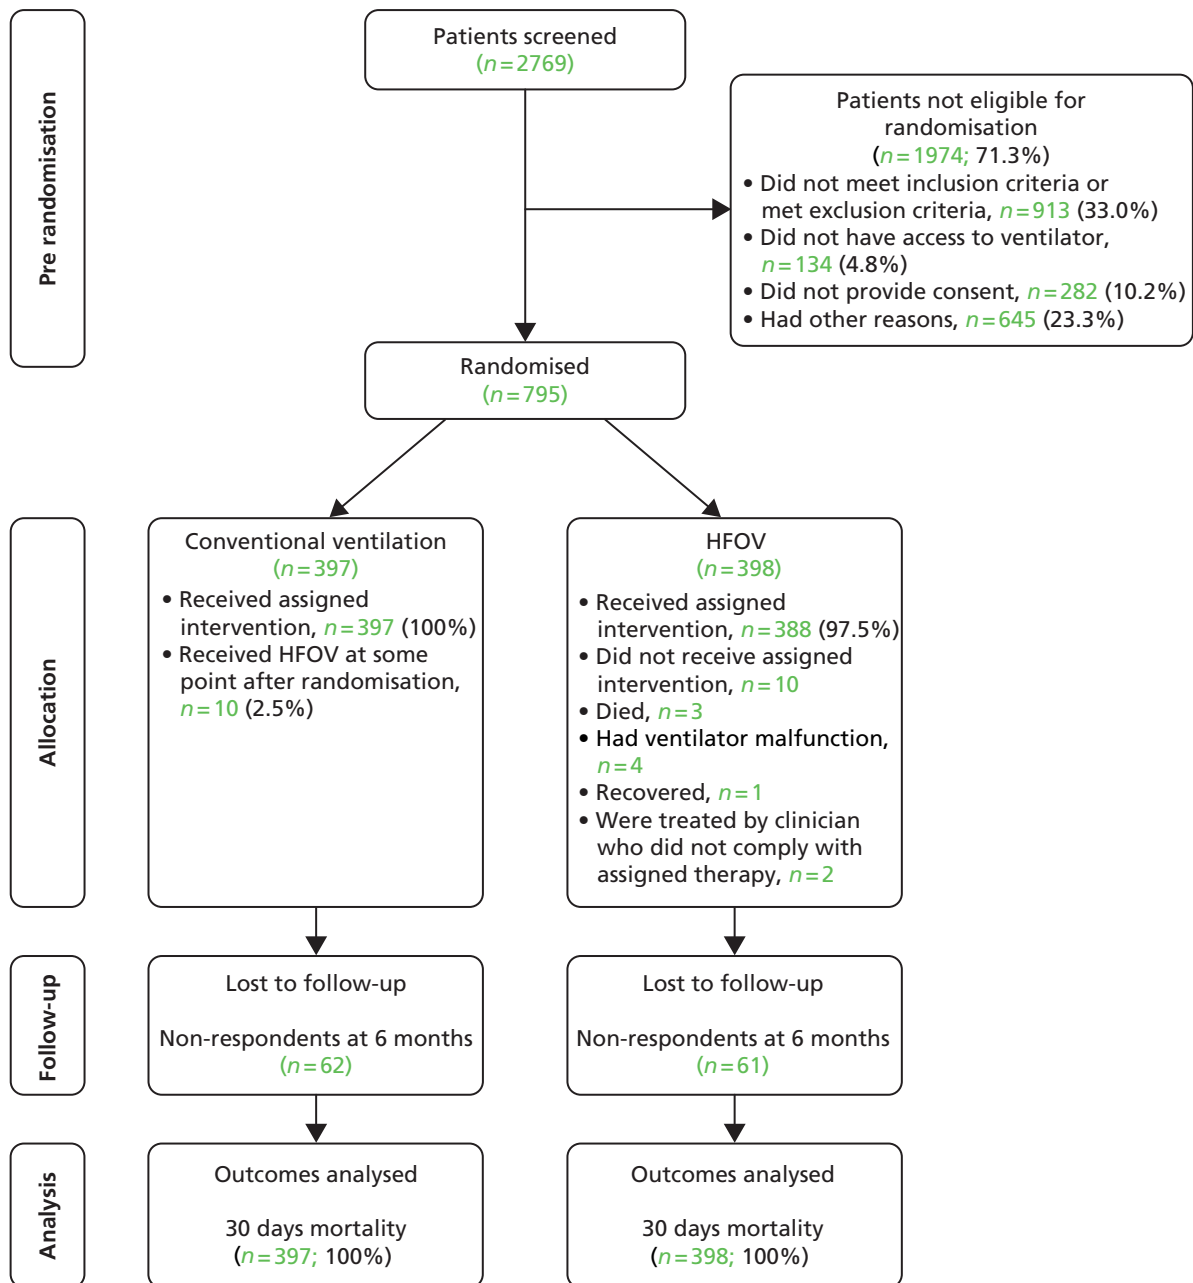 Pre randomisation
Patients screened
(n=2769)
Patients not eligible for
randomisation
(n=1974; 71.3%)
• Did not meet inclusion criteria or
met exclusion criteria, n=913 (33.0%)
• Did not have access to ventilator,
n=134 (4.8%)
• Did not provide consent, n=282 (10.2%)
• Had other reasons, n=645 (23.3%)
Randomised
(n=795)
Allocation
Conventional ventilation
(n=397)
• Received assigned
intervention, n=397 (100%)
• Received HFOV at some
point after randomisation,
n=10 (2.5%)
HFOV
(n=398)
• Received assigned
intervention, n=388 (97.5%)
• Did not receive assigned
intervention, n=10
• Died, n=3
• Had ventilator malfunction,
n=4
• Recovered, n=1
• Were treated by clinician
who did not comply with
assigned therapy, n=2
Follow-up
Lost to follow-up
Non-respondents at 6 months
(n=62)
Lost to follow-up
Non-respondents at 6 months
(n=61)
Analysis
Outcomes analysed
30 days mortality
(n=397; 100%)
Outcomes analysed
30 days mortality
(n=398; 100%)